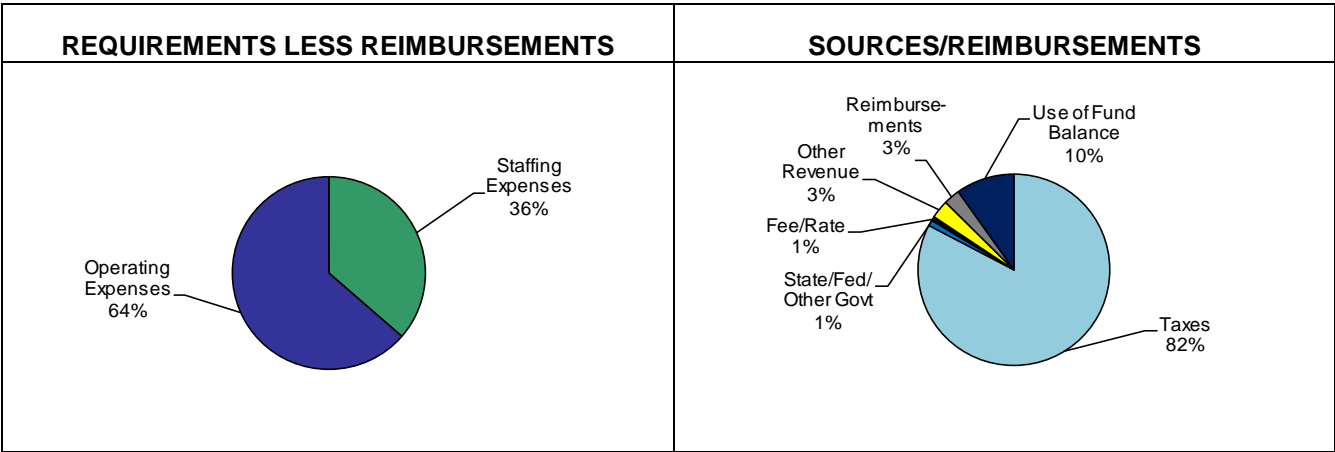 REQUIREMENTS LESS REIMBURSEMENTS
Staffing
Expenses
36%
Operating
Expenses
64%
SOURCES/REIMBURSEMENTS
Reimburse-
ments
3%
Use of Fund
Balance
10%
Other
Revenue
3%
Fee/Rate
1%
State/Fed/
Other Govt
1%
Taxes
82%